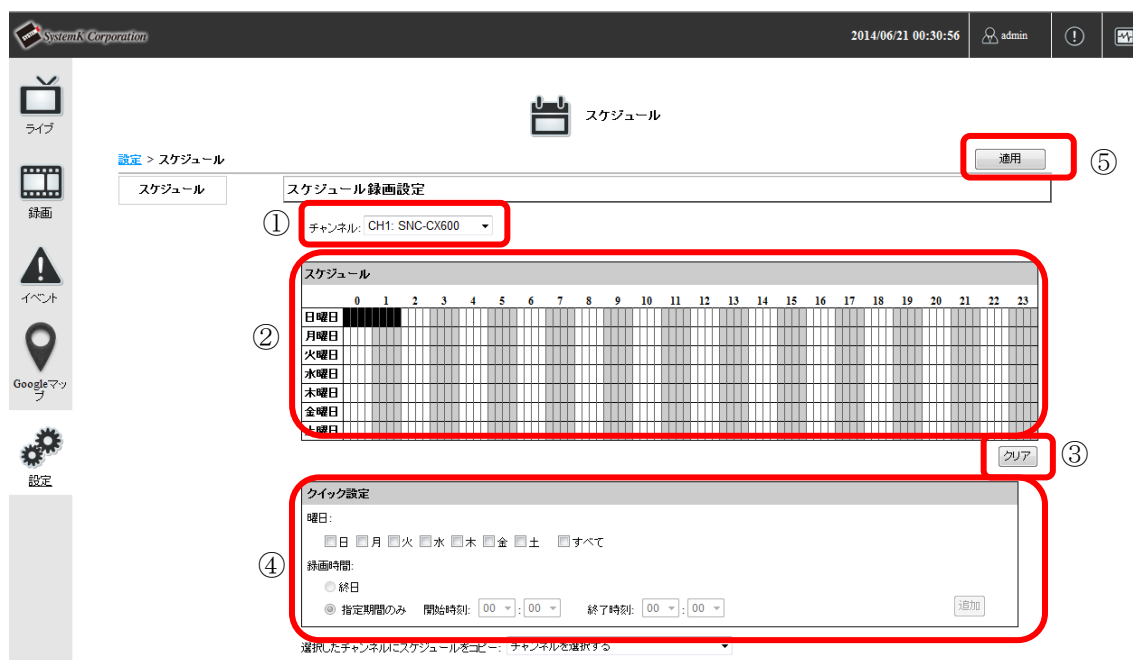 SystemK Corporation
2014/06/21 00:30:56 admin
ライブ
録画
イベント
Googleマッ
プ
設定
スケジュール
設定 > スケジュール
適用
⑤
スケジュール
スケジュール録画設定
①
チャンネル: CH1: SNC-CX600
②
スケジュール
0 1 2 3 4 5 6 7 8 9 10 11 12 13 14 15 16 17 18 19 20 21 22 23
日曜日
月曜日
火曜日
水曜日
木曜日
金曜日
土曜日
クリア
③
④
クイック設定
曜日:
日 月 火 水 木 金 土 すべて
録画時間:
終日
指定期間のみ 開始時刻: 00 : 00 終了時刻: 00 : 00
追加
選択したチャンネルにスケジュールをコピー: チャンネルを選択する